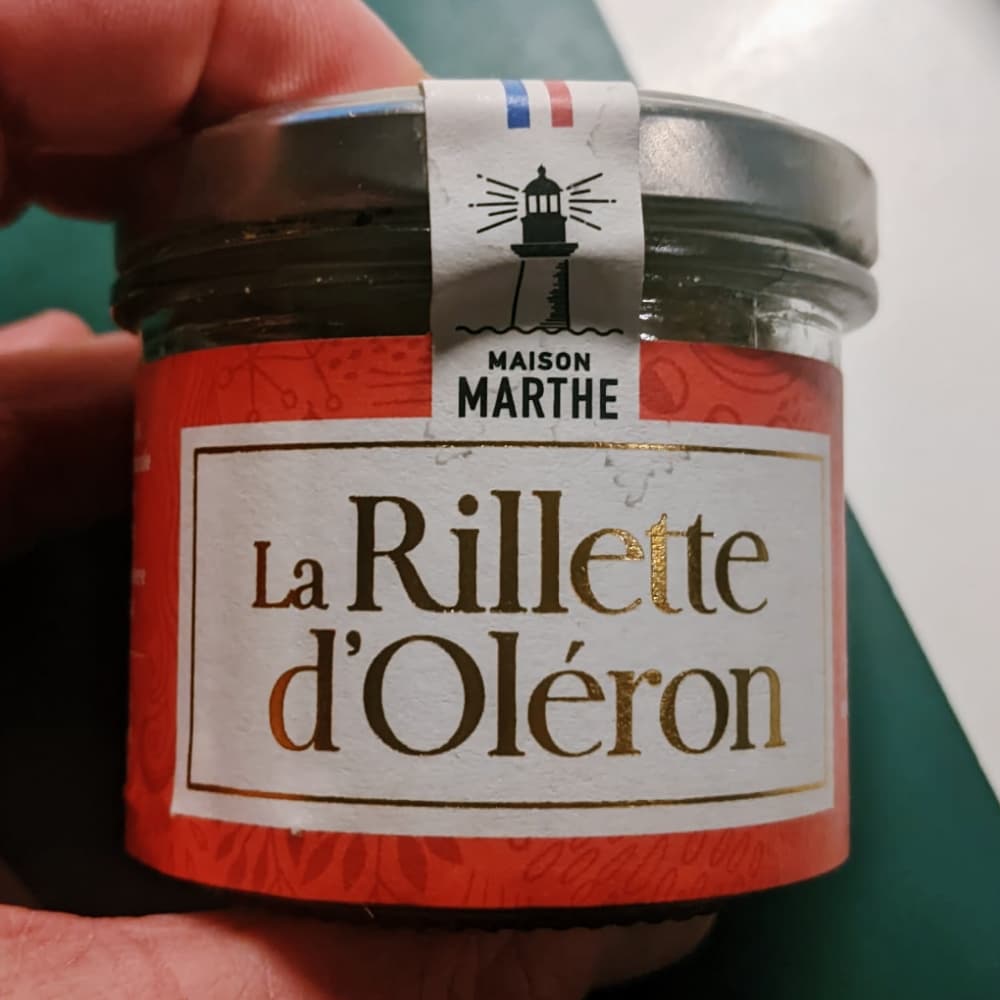 MAISON
MARTHE
La Rillette
d'Oléron